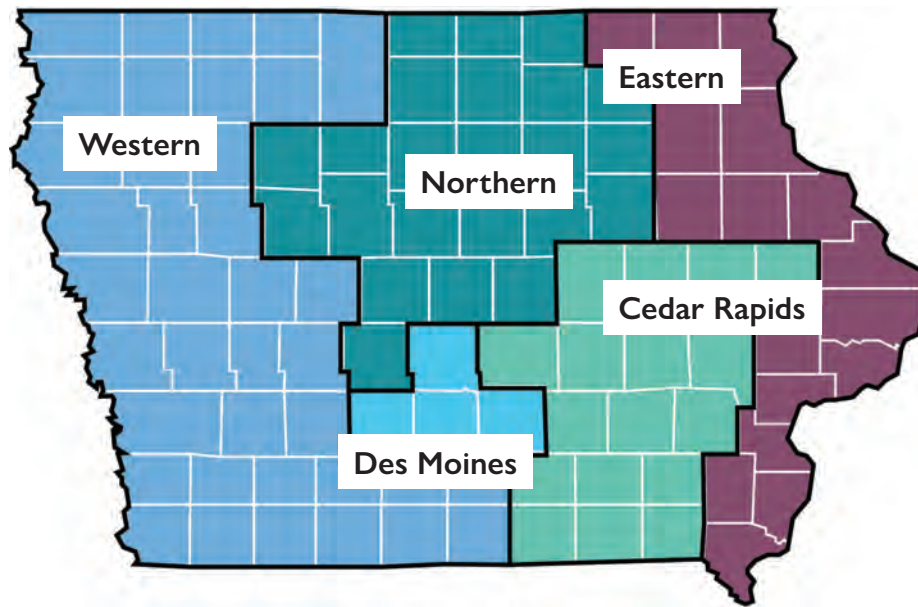 Eastern
Western
Northern
Cedar Rapids
Des Moines